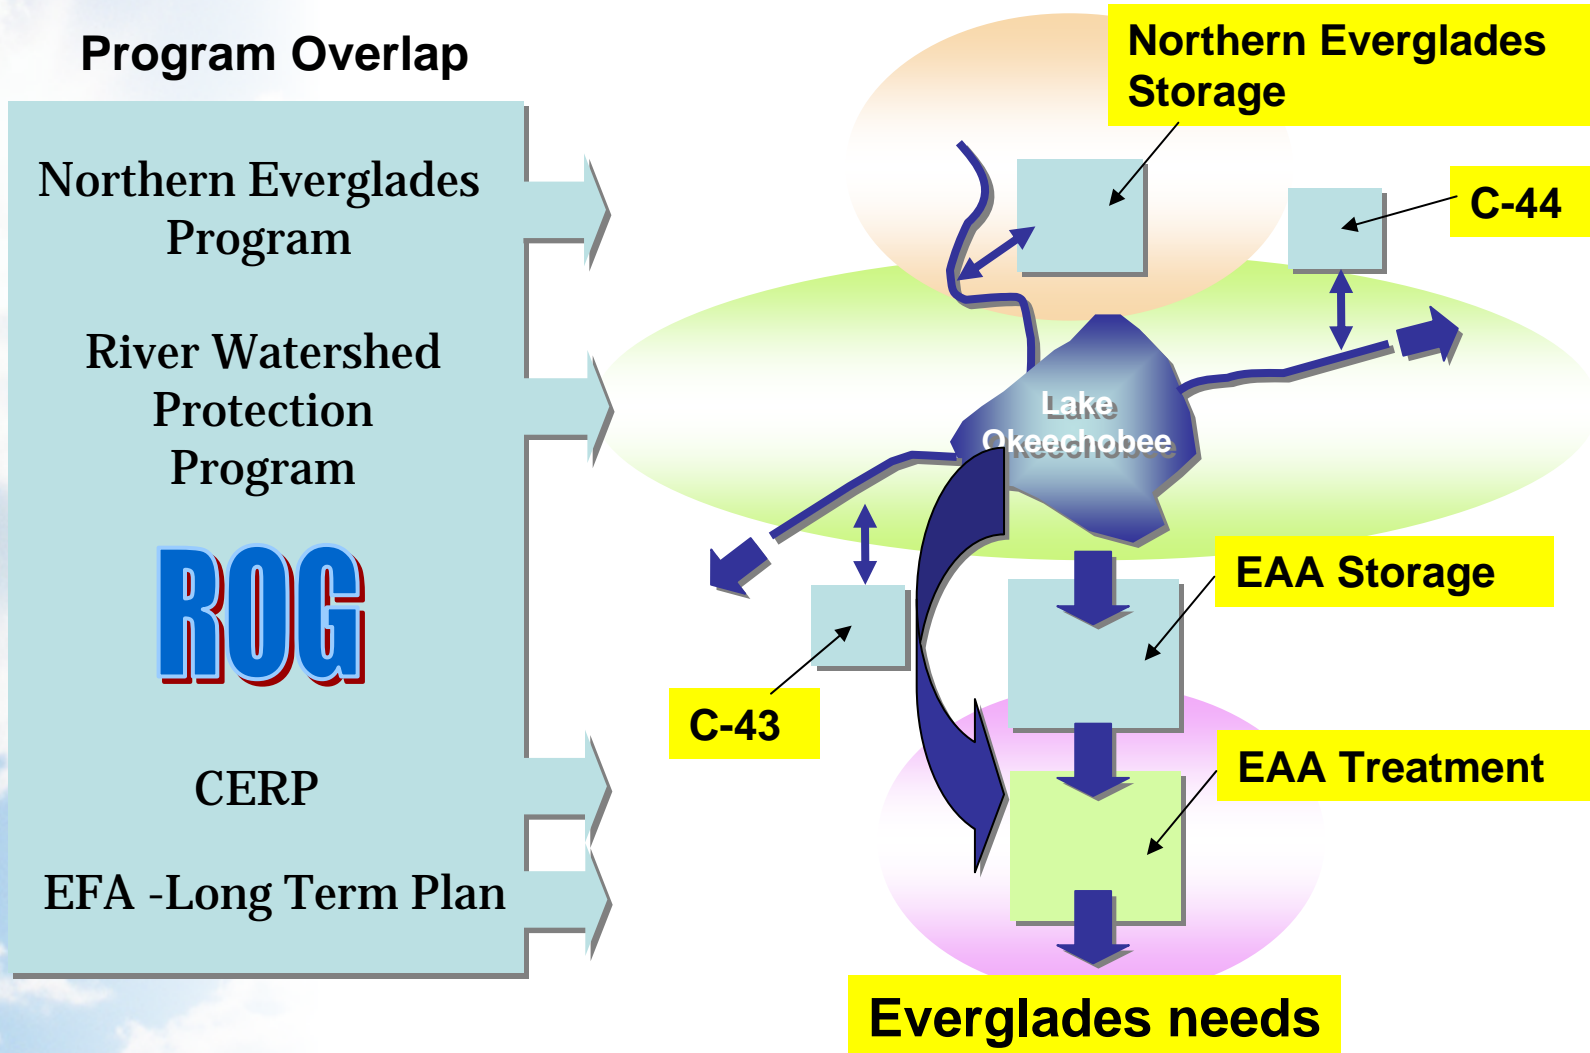 Program Overlap
Northern Everglades
Program
River Watershed
Protection
Program
ROG
CERP
EFA -Long Term Plan
Northern Everglades
Storage
C-44
Lake
Okeechobee
EAA Storage
C-43
EAA Treatment
Everglades needs